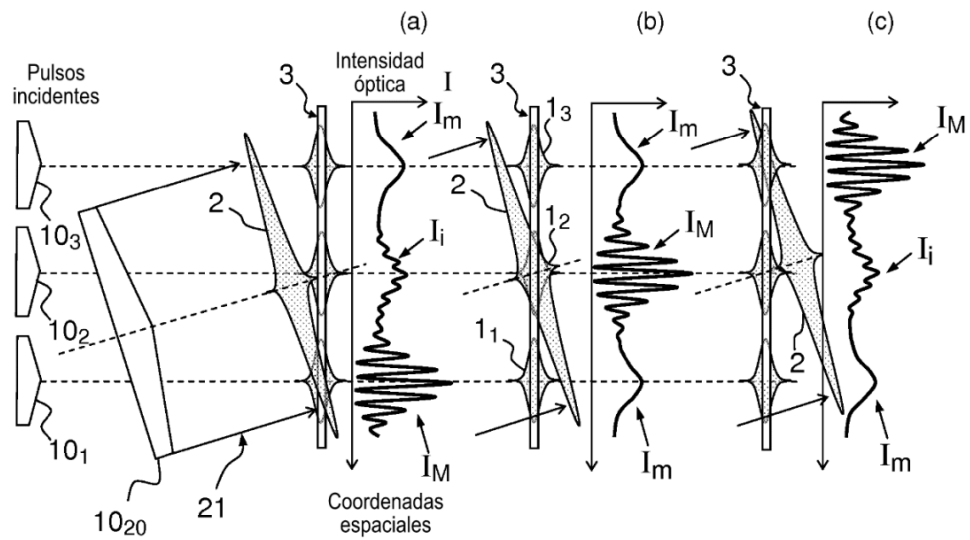 (a) (b) (c)
Pulsos
incidentes
3
Intensidad
óptica
I
I_m
3
1_3
I_m
3
I_M
2
10_3
I_i
2
1_2
I_M
I_i
10_2
1_1
2
10_1
I_M
I_m
I_m
10_20
21
Coordenadas
espaciales